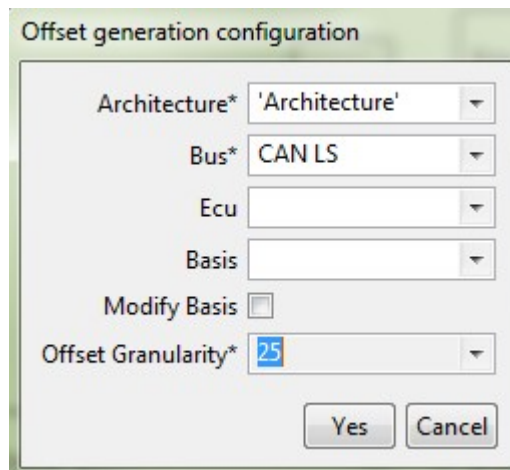 Offset generation configuration
Architecture* 'Architecture'
Bus* CAN LS
Ecu
Basis
Modify Basis
Offset Granularity* 25
Yes Cancel